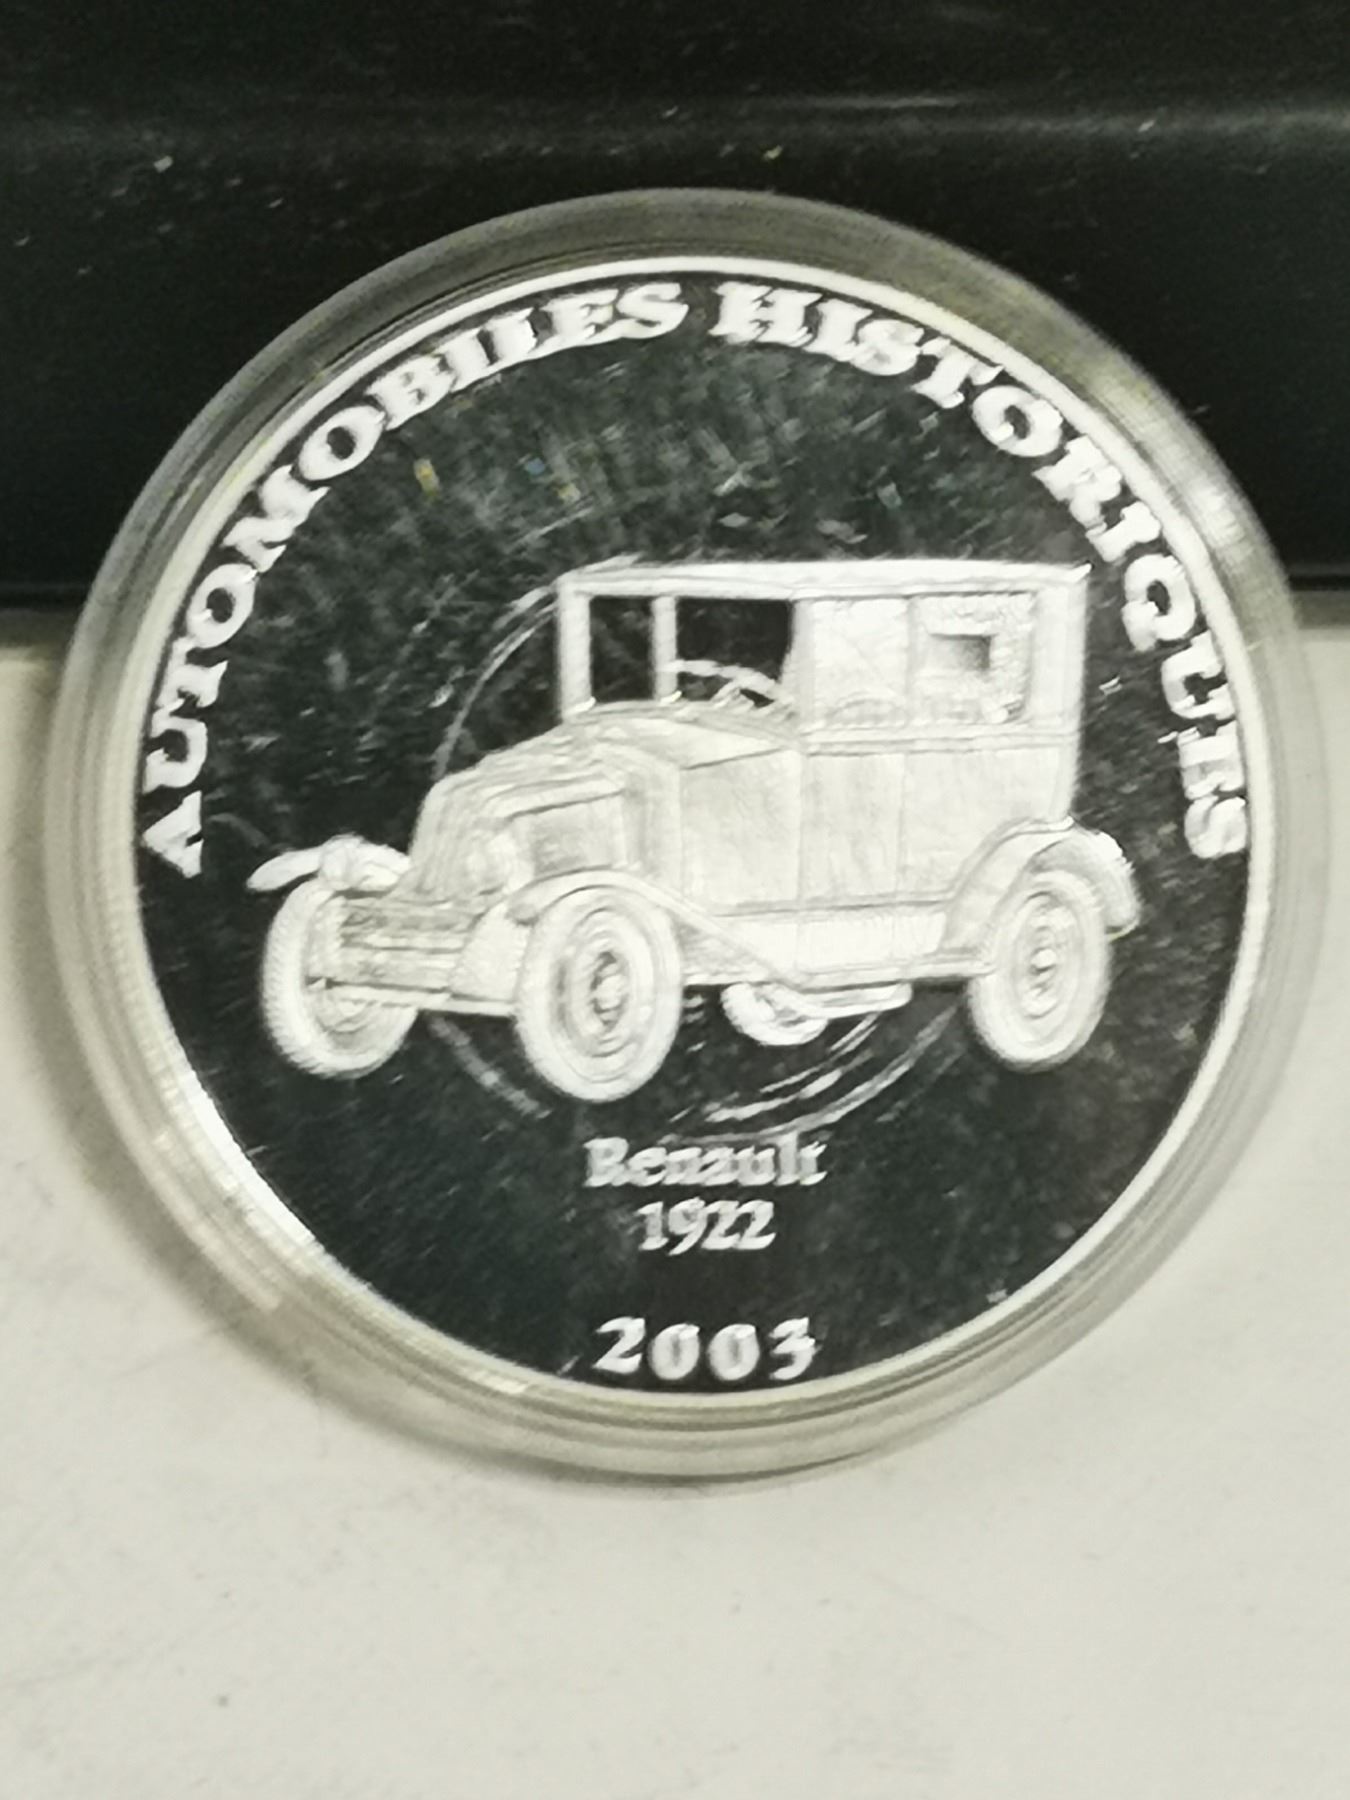 AUTOMOBILES HISTORIQUES
Renault
1922
2003